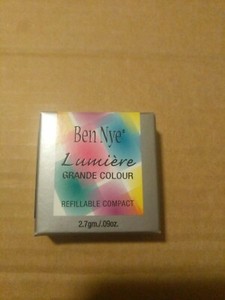 Ben Nye®
Lumière
GRANDE COLOUR
REFILLABLE COMPACT
2.7gm./.09oz.